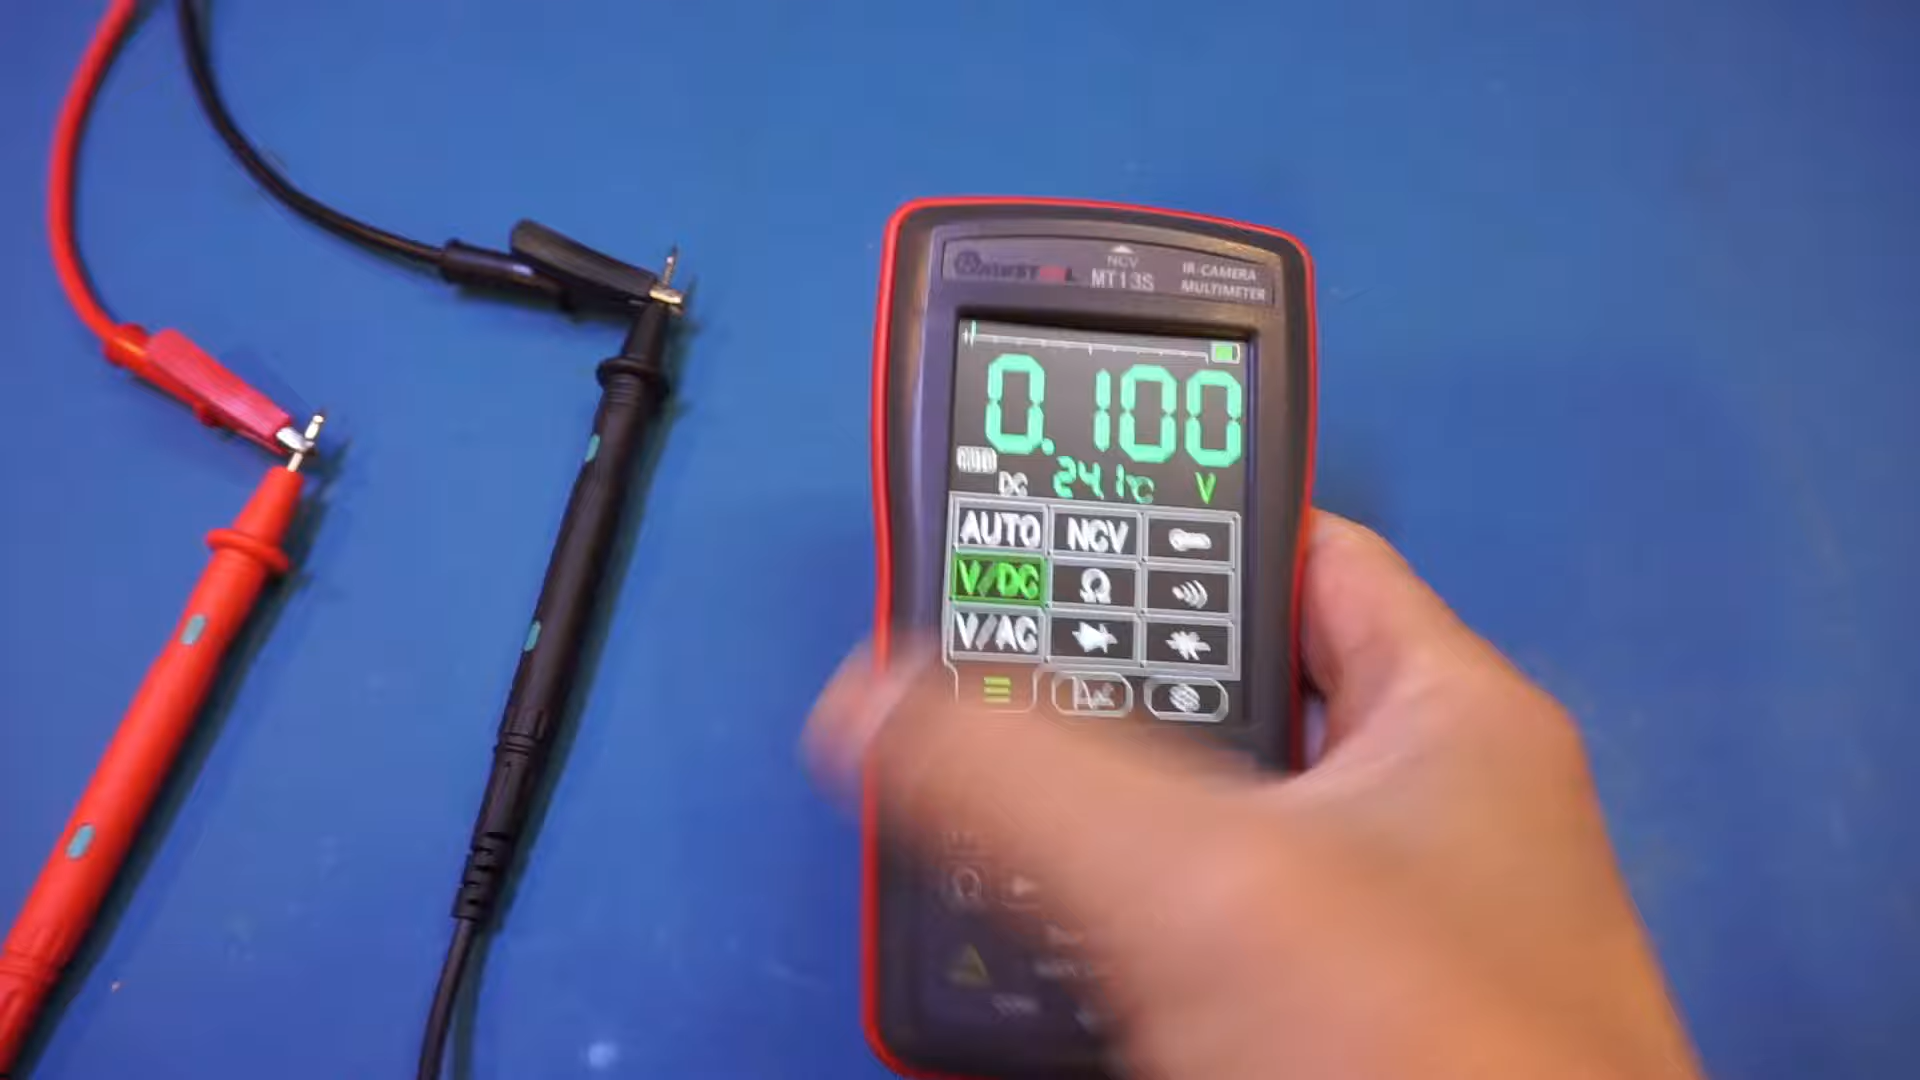 NCV
MT13S
IR-CAMERA
MULTIMETER
0.100
AUTO
DC 24.1℃ V
AUTO NCV
V/DC Ω
V/AC